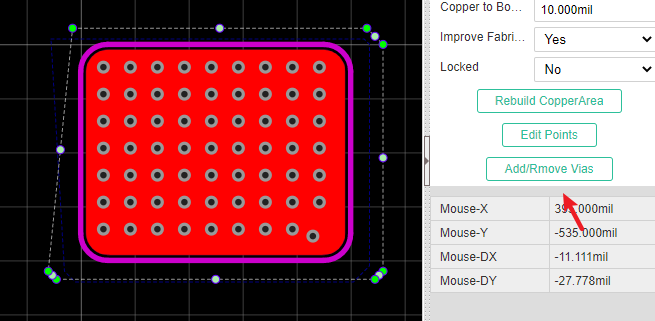 Copper to Bo... 10.000mil
Improve Fabri... Yes
Locked No
Rebuild CopperArea
Edit Points
Add/Rmove Vias
Mouse-X
Mouse-Y -535.000mil
Mouse-DX -11.111mil
Mouse-DY -27.778mil